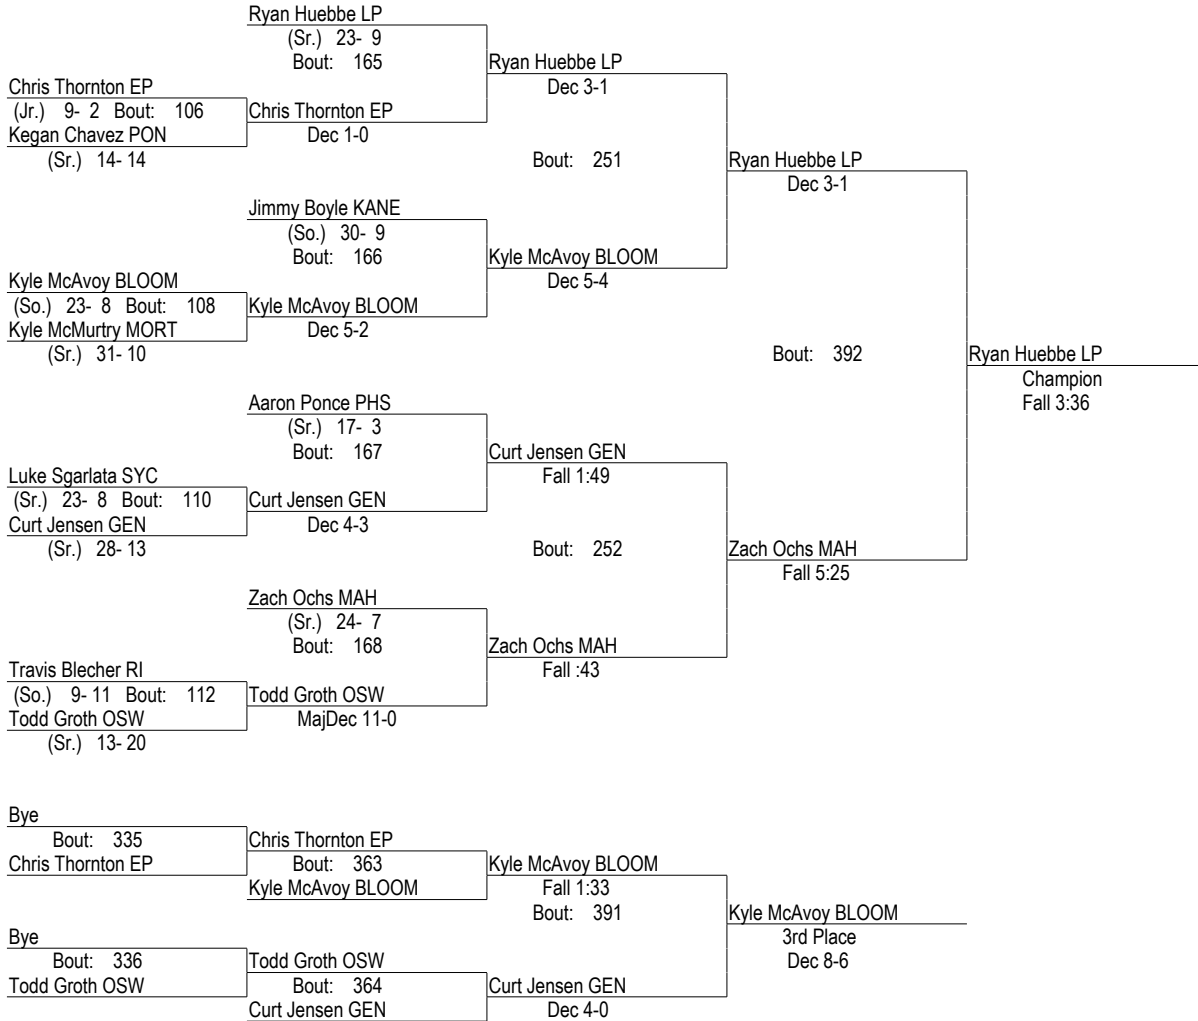 Ryan Huebbe LP
(Sr.) 23- 9
Bout: 165
Ryan Huebbe LP
Chris Thornton EP
Dec 3-1
(Jr.) 9- 2 Bout: 106
Chris Thornton EP
Kegan Chavez PON
Dec 1-0
(Sr.) 14- 14
Bout: 251
Ryan Huebbe LP
Dec 3-1
Jimmy Boyle KANE
(So.) 30- 9
Bout: 166
Kyle McAvoy BLOOM
Kyle McAvoy BLOOM
Dec 5-4
(So.) 23- 8 Bout: 108
Kyle McAvoy BLOOM
Kyle McMurtry MORT
Dec 5-2
(Sr.) 31- 10
Bout: 392
Ryan Huebbe LP
Champion
Fall 3:36
Aaron Ponce PHS
(Sr.) 17- 3
Bout: 167
Curt Jensen GEN
Luke Sgarlata SYC
Fall 1:49
(Sr.) 23- 8 Bout: 110
Curt Jensen GEN
Curt Jensen GEN
Dec 4-3
(Sr.) 28- 13
Bout: 252
Zach Ochs MAH
Fall 5:25
Zach Ochs MAH
(Sr.) 24- 7
Bout: 168
Zach Ochs MAH
Travis Blecher RI
Fall :43
(So.) 9- 11 Bout: 112
Todd Groth OSW
Todd Groth OSW
MajDec 11-0
(Sr.) 13- 20
Bye
Bout: 335
Chris Thornton EP
Chris Thornton EP
Bout: 363
Kyle McAvoy BLOOM
Kyle McAvoy BLOOM
Fall 1:33
Bout: 391
Kyle McAvoy BLOOM
Bye
3rd Place
Bout: 336
Todd Groth OSW
Dec 8-6
Todd Groth OSW
Bout: 364
Curt Jensen GEN
Curt Jensen GEN
Dec 4-0